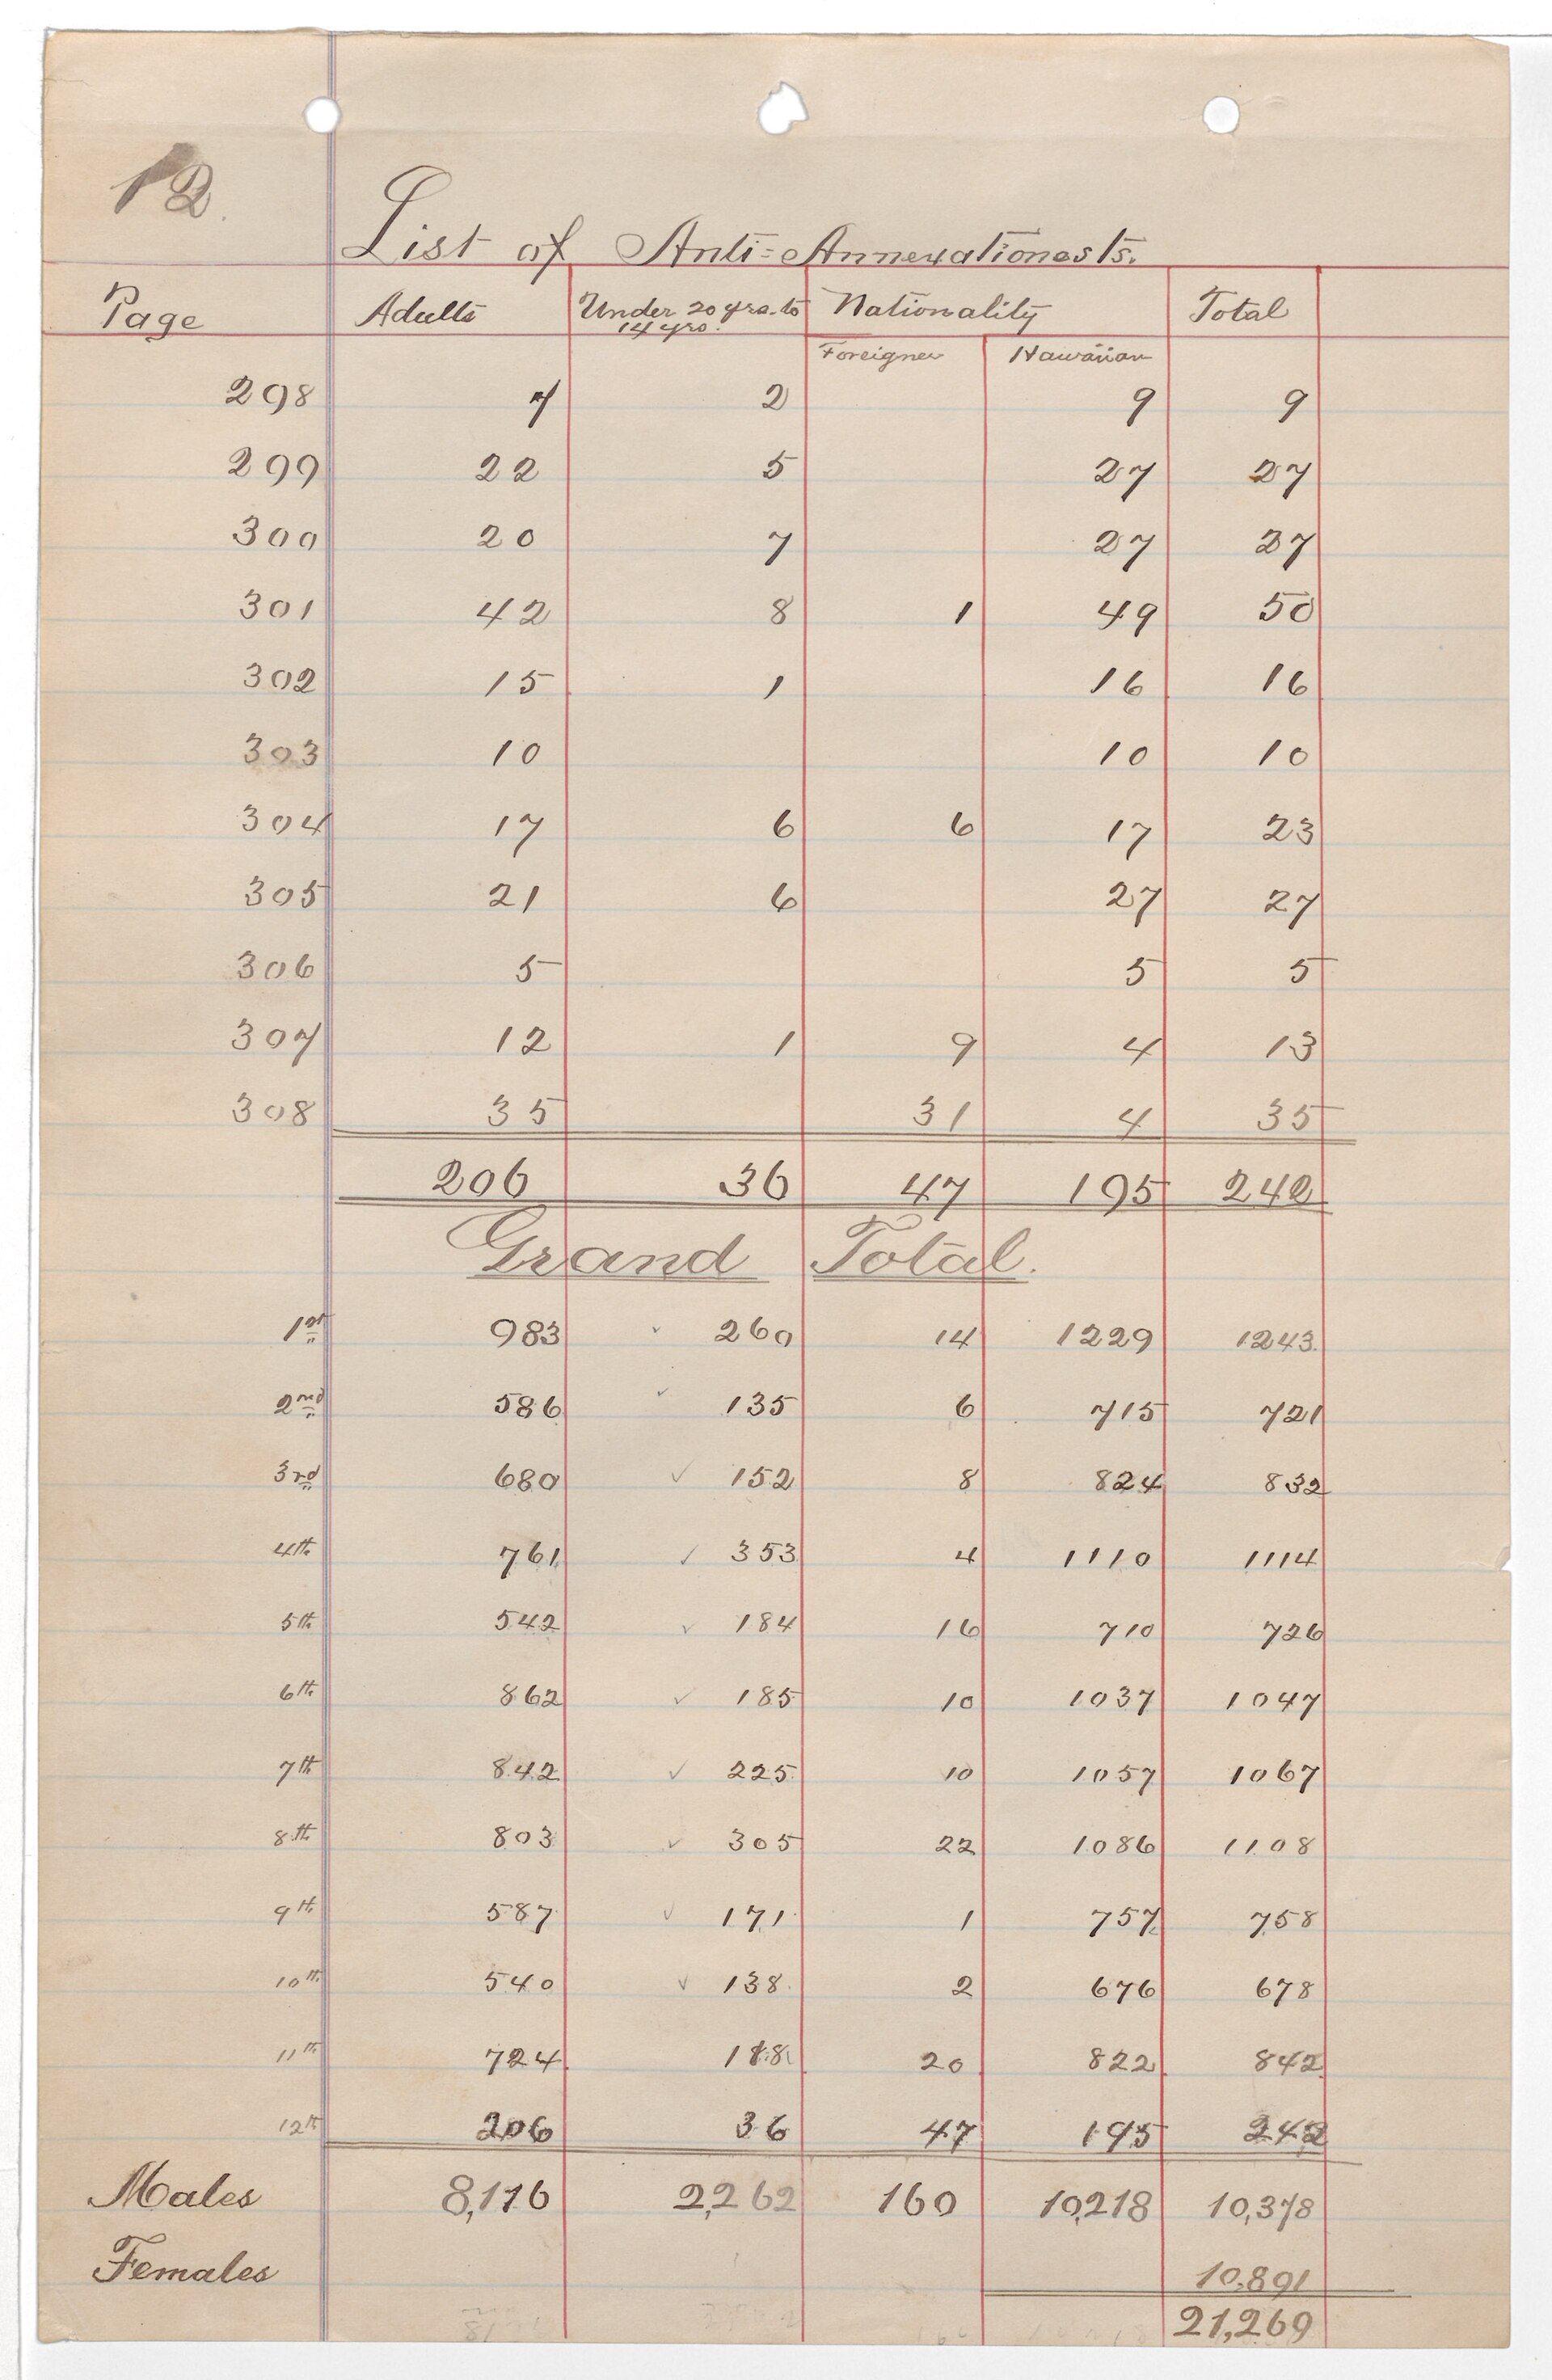 12.
List of Anti=Annexationests.
Page Adults Under 20 yrs. to 14 yrs. Nationality Total
Foreigner Hawaiian
298 7 2 9 9
299 22 5 27 27
300 20 7 27 27
301 42 8 1 49 50
302 15 1 16 16
303 10 10 10
304 17 6 6 17 23
305 21 6 27 27
306 5 5 5
307 12 1 9 4 13
308 35 31 4 35
206 36 47 195 242
Grand Total.
1st 983 ✓ 260 14 1229 1243.
2nd 586 ✓ 135 6 715 721
3rd 680 ✓ 152 8 824 832
4th 761 ✓ 353 4 1110 1114
5th 542 ✓ 184 16 710 726
6th 862 ✓ 185 10 1037 1047
7th 842 ✓ 225 10 1057 1067
8th 803 ✓ 305 22 1086 1108
9th 587 ✓ 171 1 757 758
10th 540 ✓ 138 2 676 678
11th 724 118 20 822 842
12th 206 36 47 195 242
Males 8,116 2,262 160 10,218 10,378
Females 10,891
21,269